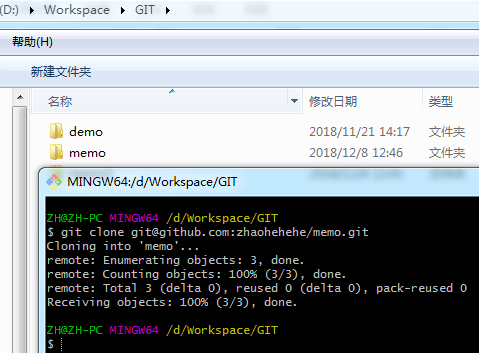 (D:) ▸ Workspace ▸ GIT ▸
帮助(H)
新建文件夹
名称 修改日期 类型
demo 2018/11/21 14:17 文件夹
memo 2018/12/8 12:46 文件夹
MINGW64:/d/Workspace/GIT
ZH@ZH-PC MINGW64 /d/Workspace/GIT
$ git clone git@github.com:zhaohehehe/memo.git
Cloning into 'memo'...
remote: Enumerating objects: 3, done.
remote: Counting objects: 100% (3/3), done.
remote: Total 3 (delta 0), reused 0 (delta 0), pack-reused 0
Receiving objects: 100% (3/3), done.
ZH@ZH-PC MINGW64 /d/Workspace/GIT
$